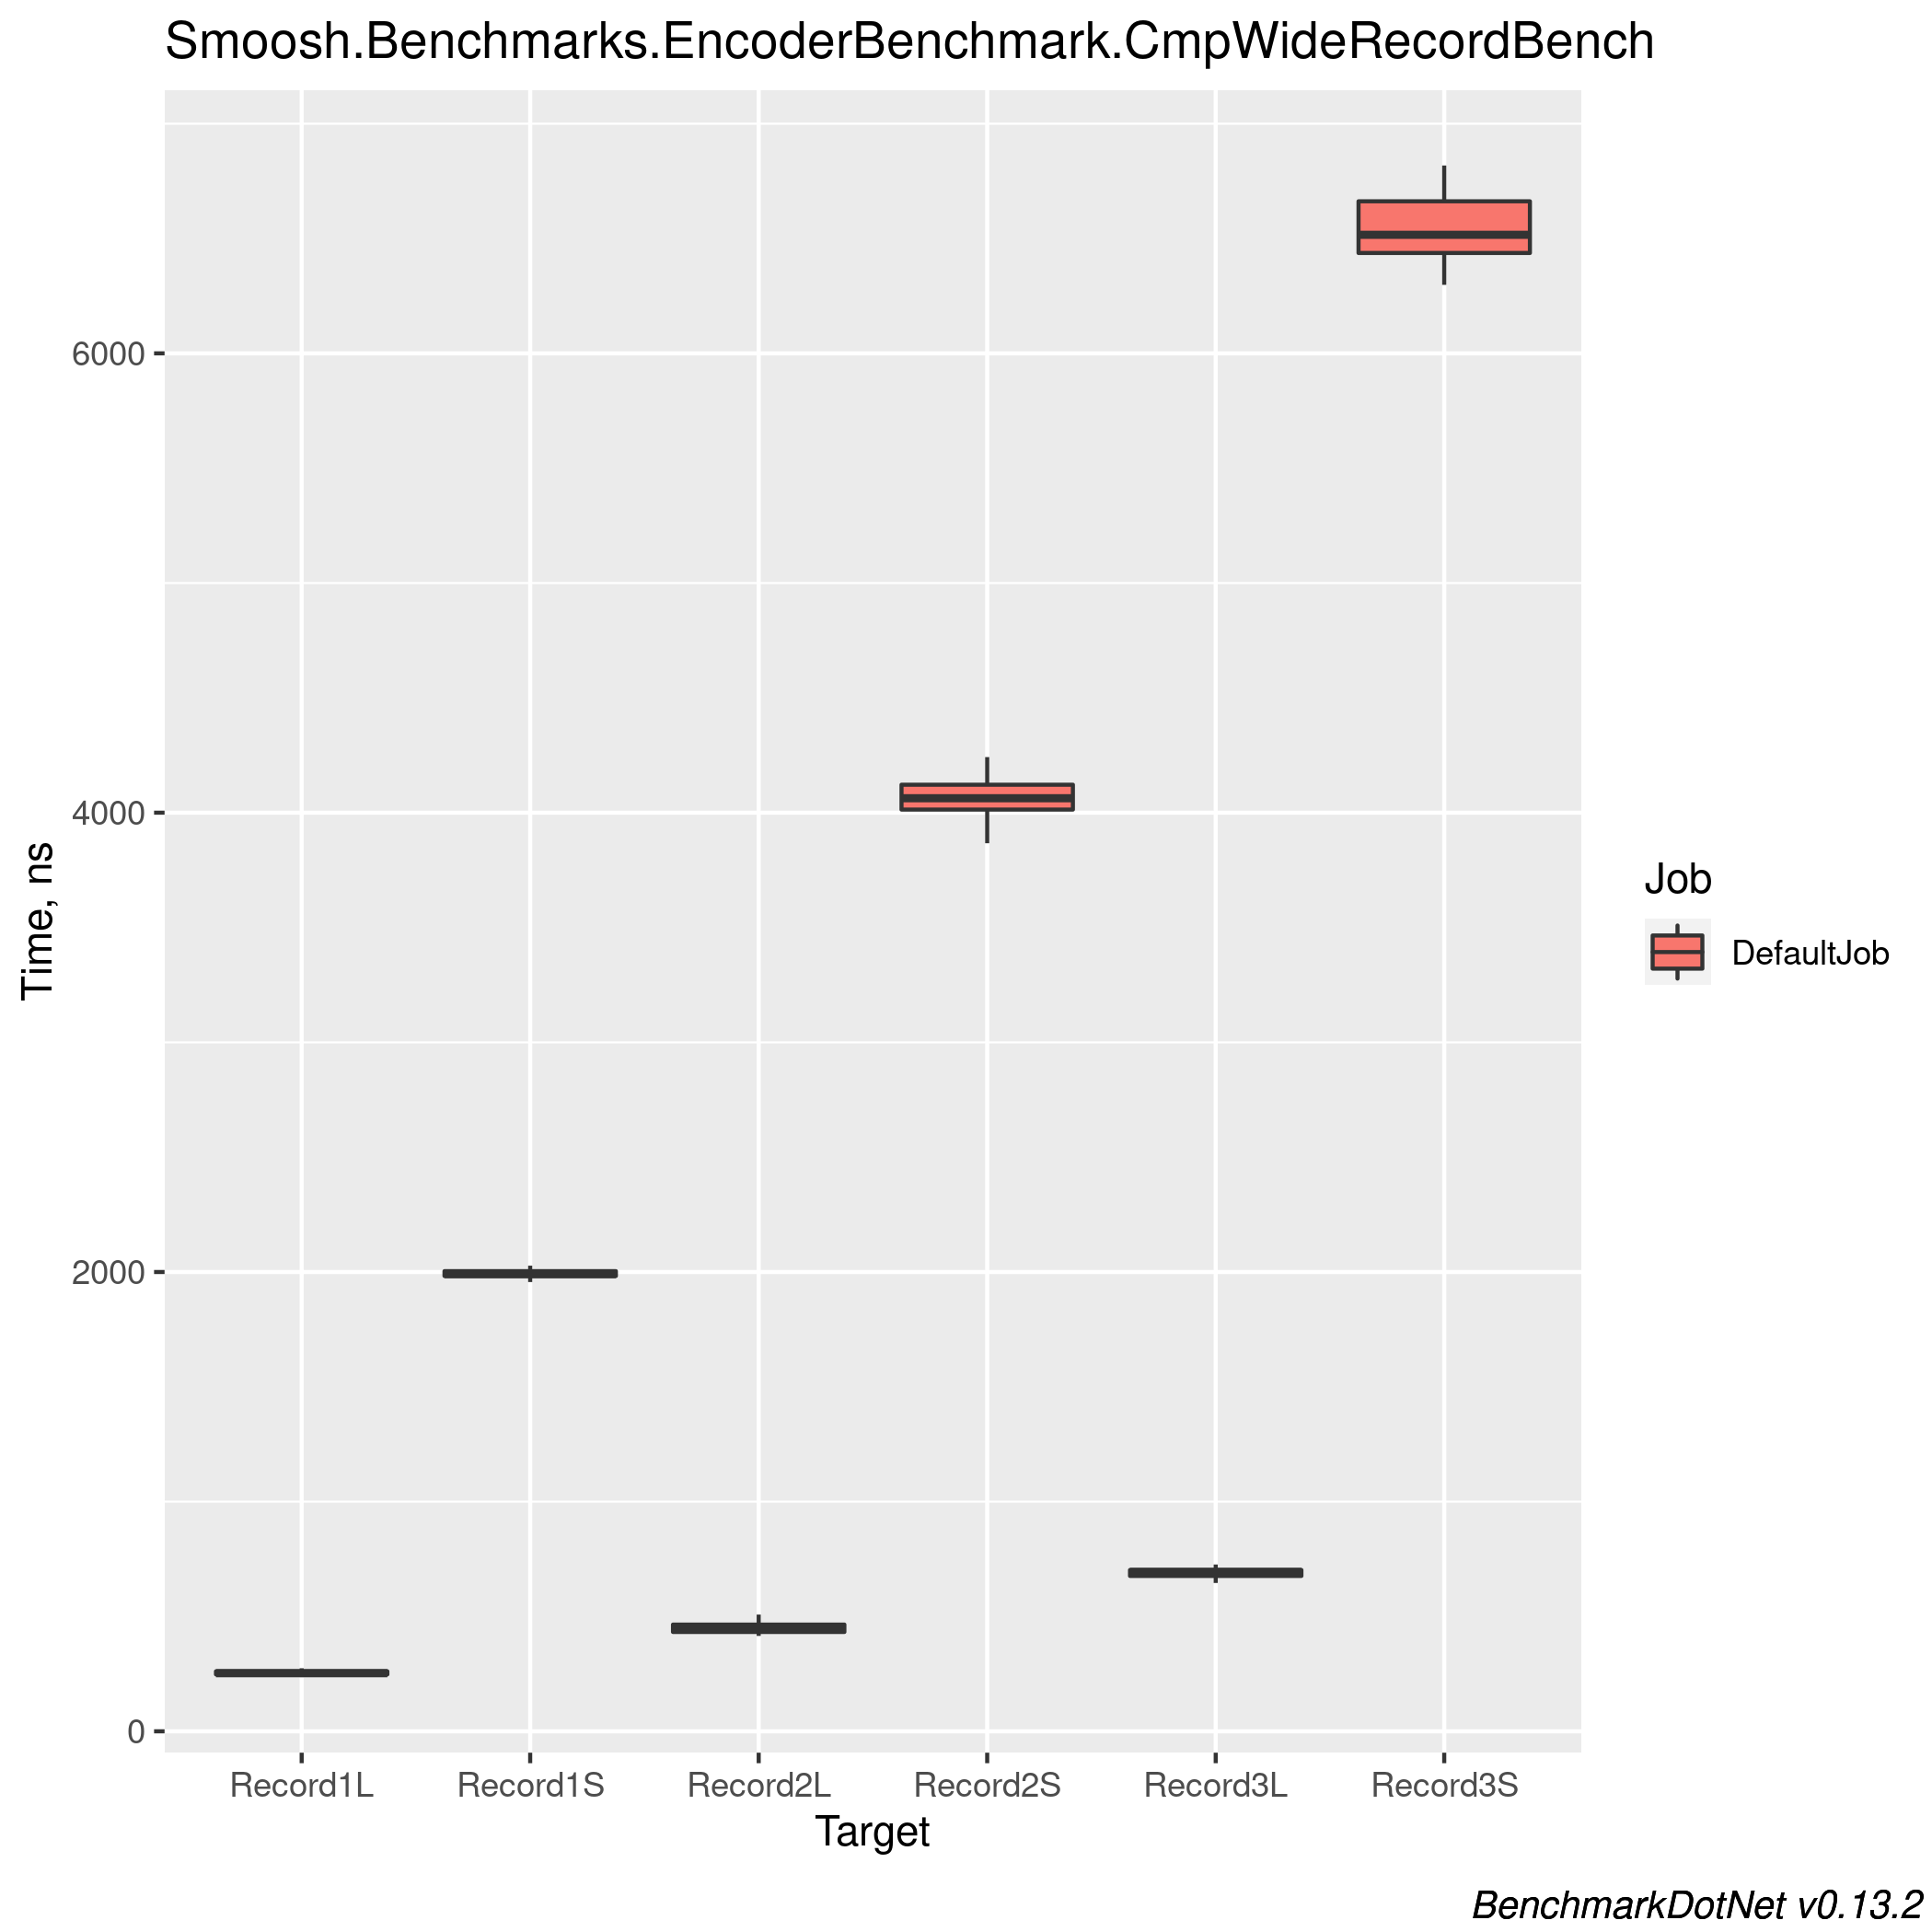 Smoosh.Benchmarks.EncoderBenchmark.CmpWideRecordBench
Time, ns
6000
4000
2000
0
Record1L Record1S Record2L Record2S Record3L Record3S
Target
Job
DefaultJob
BenchmarkDotNet v0.13.2